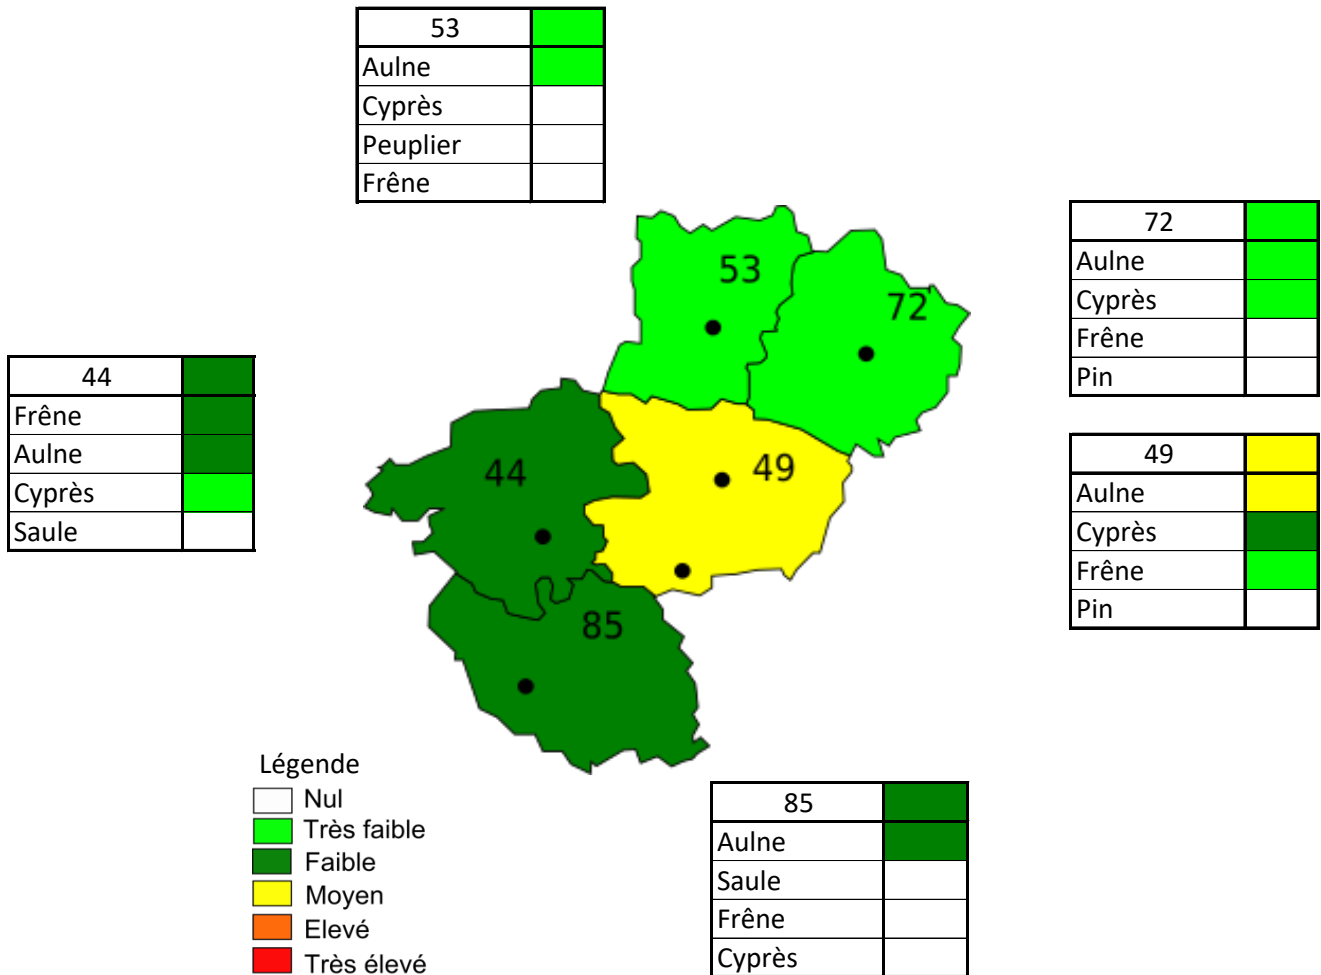 53
Aulne
Cyprès
Peuplier
Frêne
72
Aulne
Cyprès
Frêne
Pin
53
72
44
Frêne
Aulne
Cyprès
Saule
44
49
49
Aulne
Cyprès
Frêne
Pin
85
Légende
Nul
Très faible
Faible
Moyen
Elevé
Très élevé
85
Aulne
Saule
Frêne
Cyprès